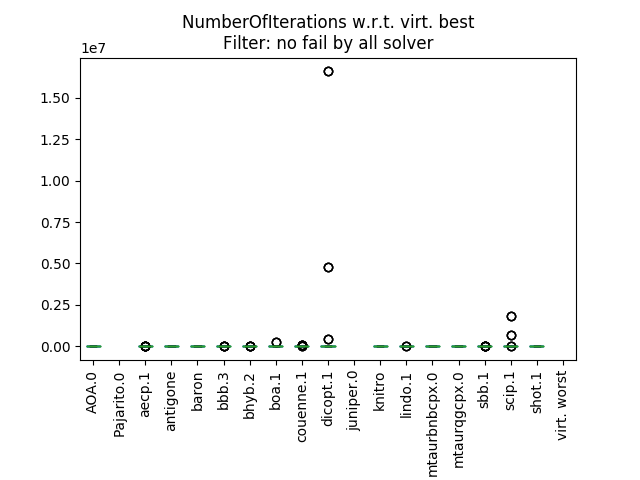 NumberOfIterations w.r.t. virt. best
Filter: no fail by all solver
1e7
1.50
1.25
1.00
0.75
0.50
0.25
0.00
AOA.0
Pajarito.0
aecp.1
antigone
baron
bbb.3
bhyb.2
boa.1
couenne.1
dicopt.1
juniper.0
knitro
lindo.1
mtaurbnbcpx.0
mtaurqgcpx.0
sbb.1
scip.1
shot.1
virt. worst